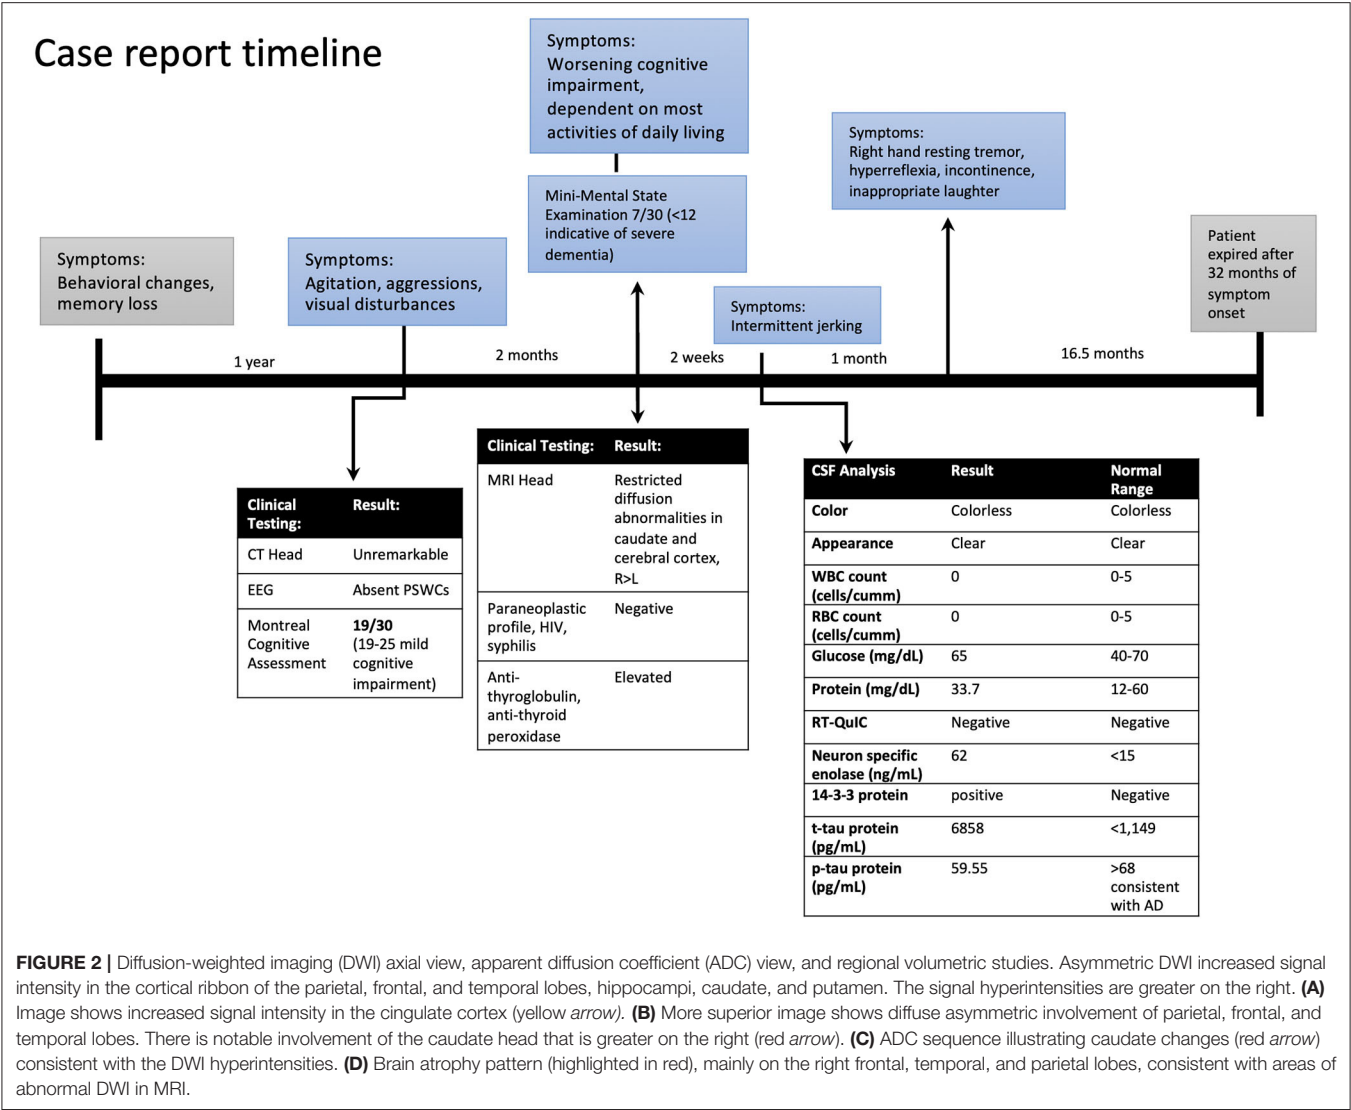 Case report timeline
Symptoms:
Behavioral changes,
memory loss
Symptoms:
Agitation, aggressions,
visual disturbances
Symptoms:
Worsening cognitive
impairment,
dependent on most
activities of daily living
Mini-Mental State
Examination 7/30 (<12
indicative of severe
dementia)
Symptoms:
Intermittent jerking
Symptoms:
Right hand resting tremor,
hyperreflexia, incontinence,
inappropriate laughter
Patient
expired after
32 months of
symptom
onset
1 year
2 months
2 weeks
1 month
16.5 months
Clinical Result:
Testing:
CT Head Unremarkable
EEG Absent PSWCs
Montreal 19/30
Cognitive (19-25 mild
Assessment cognitive
impairment)
Clinical Testing: Result:
MRI Head Restricted
diffusion
abnormalities in
caudate and
cerebral cortex,
R>L
Paraneoplastic Negative
profile, HIV,
syphilis
Anti- Elevated
thyroglobulin,
anti-thyroid
peroxidase
CSF Analysis Result Normal
Range
Color Colorless Colorless
Appearance Clear Clear
WBC count 0 0-5
(cells/cumm)
RBC count 0 0-5
(cells/cumm)
Glucose (mg/dL) 65 40-70
Protein (mg/dL) 33.7 12-60
RT-QuIC Negative Negative
Neuron specific 62 <15
enolase (ng/mL)
14-3-3 protein positive Negative
t-tau protein 6858 <1,149
(pg/mL)
p-tau protein 59.55 >68
(pg/mL) consistent
with AD
FIGURE 2 | Diffusion-weighted imaging (DWI) axial view, apparent diffusion coefficient (ADC) view, and regional volumetric studies. Asymmetric DWI increased signal
intensity in the cortical ribbon of the parietal, frontal, and temporal lobes, hippocampi, caudate, and putamen. The signal hyperintensities are greater on the right. (A)
Image shows increased signal intensity in the cingulate cortex (yellow arrow). (B) More superior image shows diffuse asymmetric involvement of parietal, frontal, and
temporal lobes. There is notable involvement of the caudate head that is greater on the right (red arrow). (C) ADC sequence illustrating caudate changes (red arrow)
consistent with the DWI hyperintensities. (D) Brain atrophy pattern (highlighted in red), mainly on the right frontal, temporal, and parietal lobes, consistent with areas of
abnormal DWI in MRI.